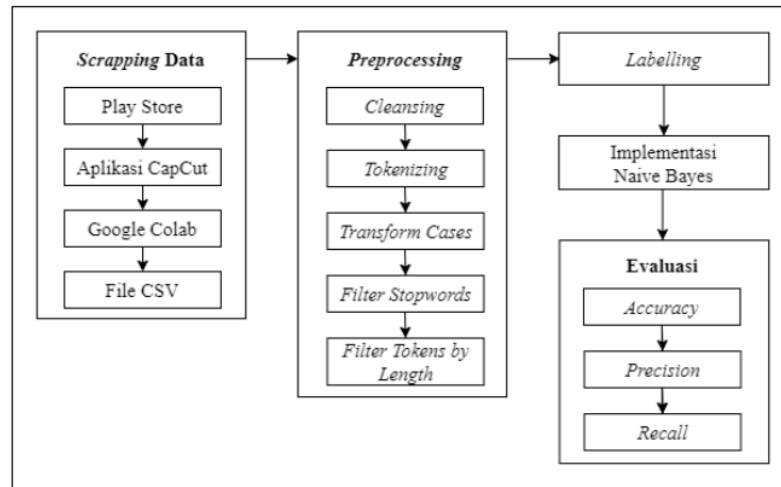 Scrapping Data
Play Store
Aplikasi CapCut
Google Colab
File CSV
Preprocessing
Cleansing
Tokenizing
Transform Cases
Filter Stopwords
Filter Tokens by
Length
Labelling
Implementasi
Naive Bayes
Evaluasi
Accuracy
Precision
Recall